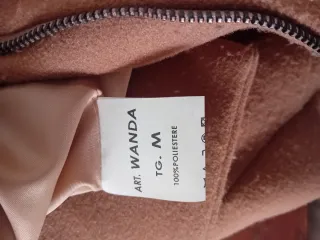 ART. WANDA
TG. M
100%POLIESTERE